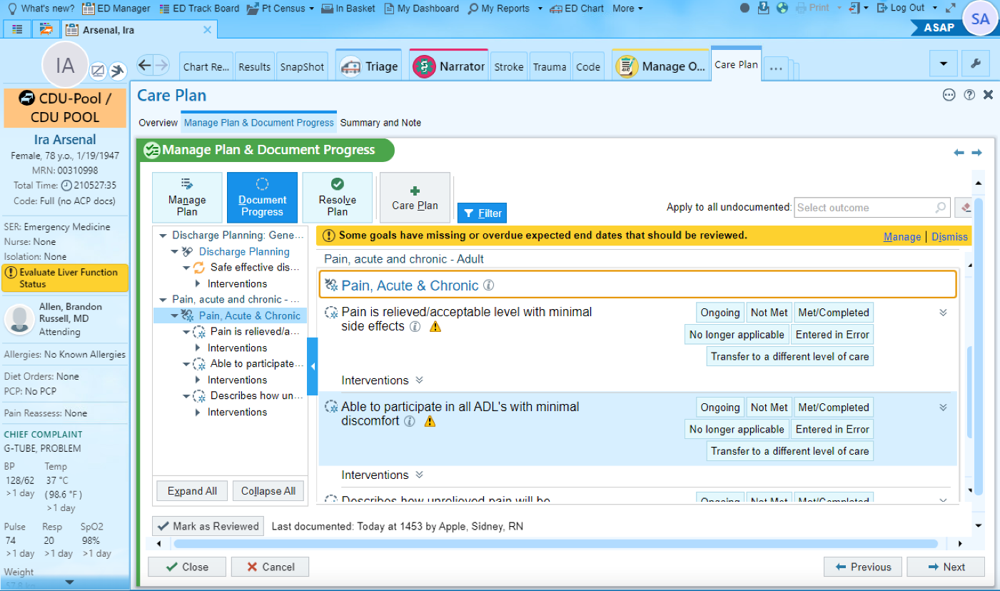 What's new? ED Manager ED Track Board Pt Census In Basket My Dashboard My Reports ED Chart More Print Log Out
SA
Arsenal, Ira ASAP
IA
Chart Re... Results SnapShot Triage Narrator Stroke Trauma Code Manage O... Care Plan ...
CDU-Pool /
CDU POOL
Ira Arsenal
Female, 78 y.o., 1/19/1947
MRN: 00310998
Total Time: 210527:35
Code: Full (no ACP docs)
SER: Emergency Medicine
Nurse: None
Isolation: None
Evaluate Liver Function
Status
Allen, Brandon
Russell, MD
Attending
Allergies: No Known Allergies
Diet Orders: None
PCP: No PCP
Pain Reassess: None
CHIEF COMPLAINT
G-TUBE, PROBLEM
BP Temp
128/62 37 °C
>1 day (98.6 °F)
>1 day
Pulse Resp SpO2
74 20 98%
>1 day >1 day >1 day
Weight
57.8 kg
Care Plan
Overview Manage Plan & Document Progress Summary and Note
Manage Plan & Document Progress
Manage
Plan
Document
Progress
Resolve
Plan
Care Plan
Filter
Apply to all undocumented: Select outcome
Discharge Planning: Gene...
Discharge Planning
Safe effective dis...
Interventions
Pain, acute and chronic - ...
Pain, Acute & Chronic
Pain is relieved/a...
Interventions
Able to participate...
Interventions
Describes how un...
Interventions
Expand All Collapse All
Some goals have missing or overdue expected end dates that should be reviewed. Manage | Dismiss
Pain, acute and chronic - Adult
Pain, Acute & Chronic
Pain is relieved/acceptable level with minimal
side effects
Ongoing Not Met Met/Completed
No longer applicable Entered in Error
Transfer to a different level of care
Interventions
Able to participate in all ADL's with minimal
discomfort
Ongoing Not Met Met/Completed
No longer applicable Entered in Error
Transfer to a different level of care
Interventions
Describes how unrelieved pain will be
Ongoing Not Met Met/Completed
Mark as Reviewed Last documented: Today at 1453 by Apple, Sidney, RN
Close Cancel Previous Next